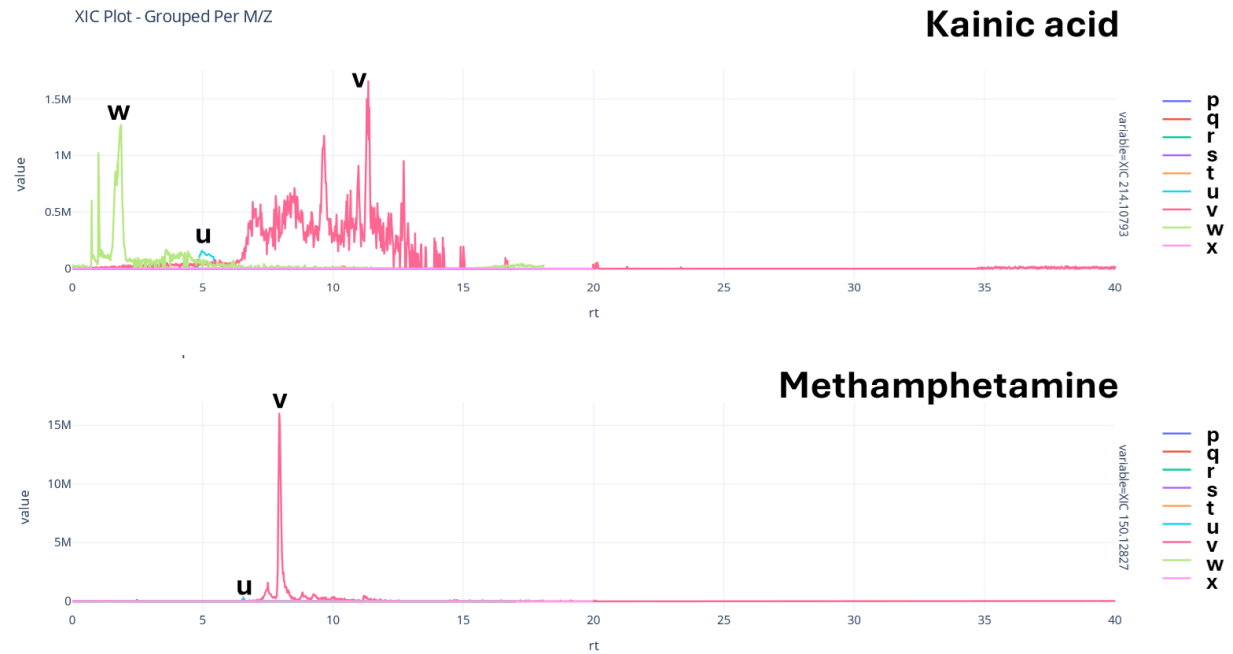 XIC Plot - Grouped Per M/Z
Kainic acid
v
w
u
1.5M
1M
0.5M
0
value
0 5 10 15 20 25 30 35 40
rt
variable=XIC 214.10793
p
q
r
s
t
u
v
w
x
Methamphetamine
v
u
15M
10M
5M
0
value
0 5 10 15 20 25 30 35 40
rt
variable=XIC 150.12827
p
q
r
s
t
u
v
w
x